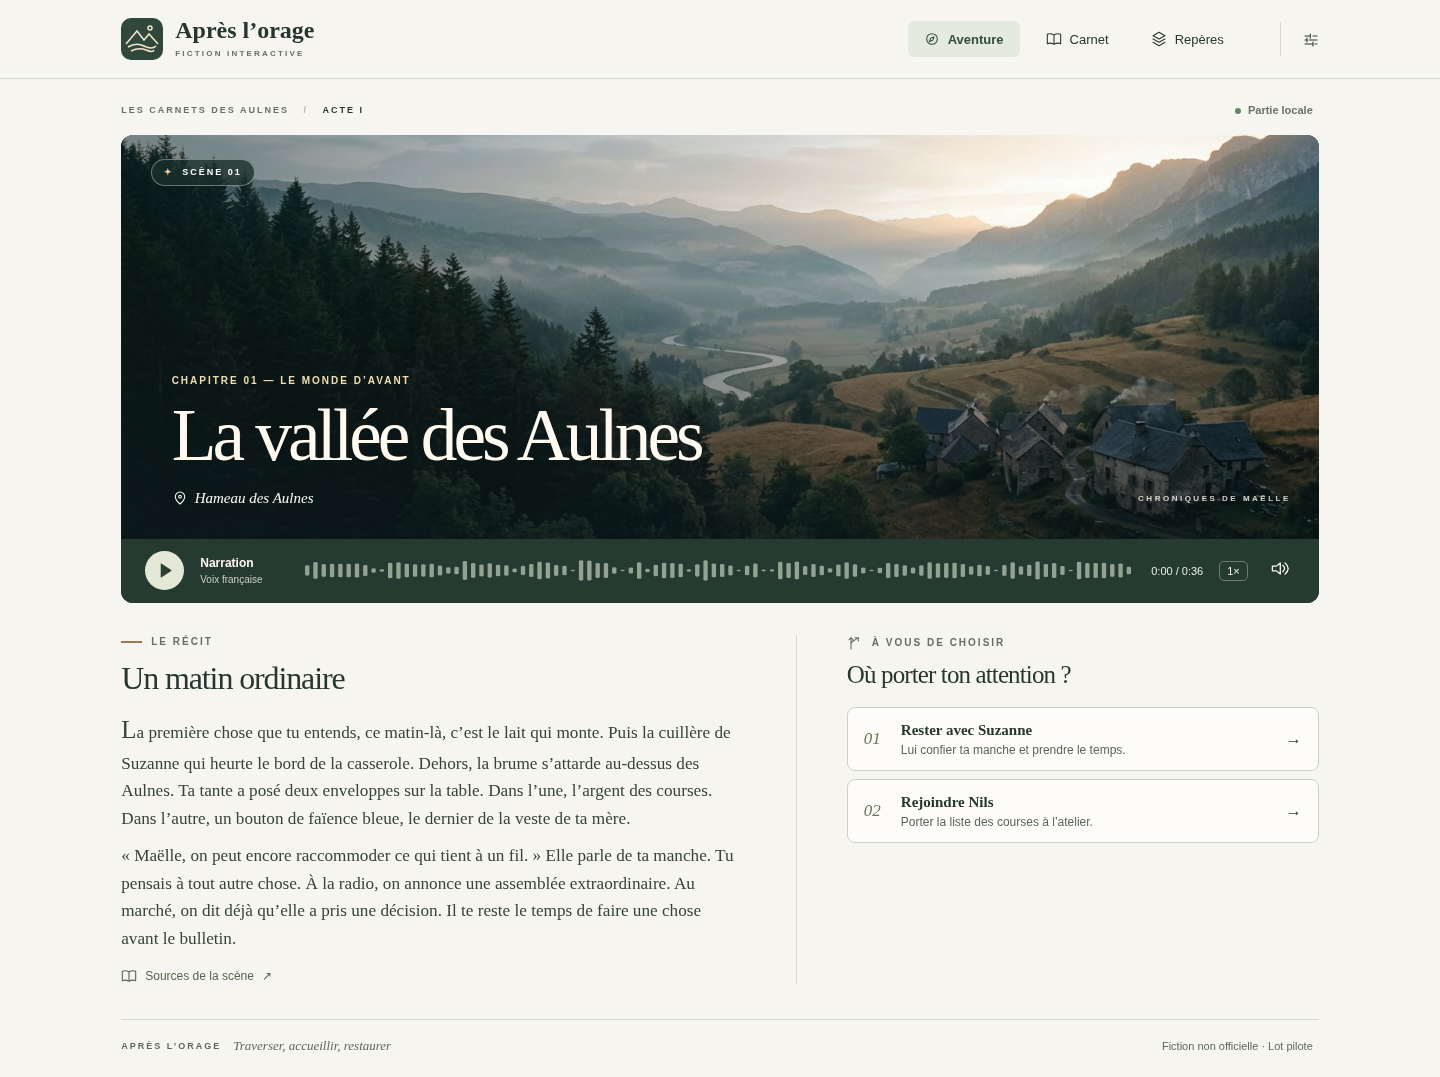 Après l’orage
FICTION INTERACTIVE
Aventure
Carnet
Repères
LES CARNETS DES AULNES / ACTE I
Partie locale
SCÈNE 01
CHAPITRE 01 — LE MONDE D’AVANT
La vallée des Aulnes
Hameau des Aulnes
CHRONIQUES DE MAËLLE
Narration
Voix française
0:00 / 0:36
1×
LE RÉCIT
Un matin ordinaire
La première chose que tu entends, ce matin-là, c’est le lait qui monte. Puis la cuillère de
Suzanne qui heurte le bord de la casserole. Dehors, la brume s’attarde au-dessus des
Aulnes. Ta tante a posé deux enveloppes sur la table. Dans l’une, l’argent des courses.
Dans l’autre, un bouton de faïence bleue, le dernier de la veste de ta mère.
« Maëlle, on peut encore raccommoder ce qui tient à un fil. » Elle parle de ta manche. Tu
pensais à tout autre chose. À la radio, on annonce une assemblée extraordinaire. Au
marché, on dit déjà qu’elle a pris une décision. Il te reste le temps de faire une chose
avant le bulletin.
Sources de la scène ↗
À VOUS DE CHOISIR
Où porter ton attention ?
01
Rester avec Suzanne
Lui confier ta manche et prendre le temps.
→
02
Rejoindre Nils
Porter la liste des courses à l’atelier.
→
APRÈS L’ORAGE
Traverser, accueillir, restaurer
Fiction non officielle · Lot pilote